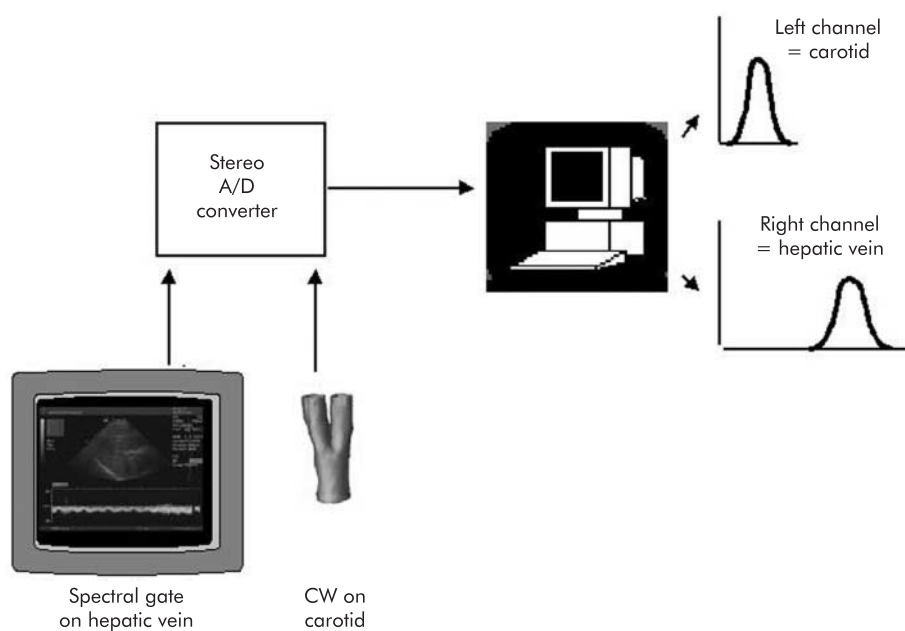 Left channel
= carotid
Stereo
A/D
converter
Right channel
= hepatic vein
Spectral gate
on hepatic vein
CW on
carotid